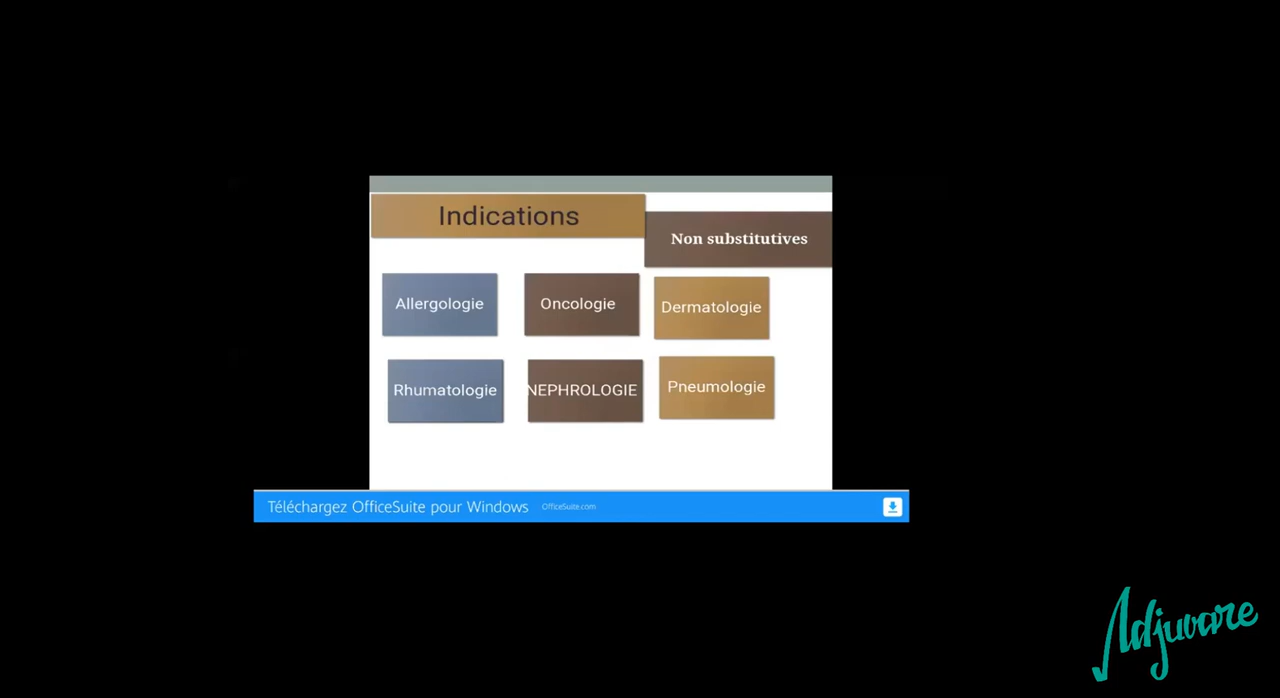 Indications
Non substitutives
Allergologie
Oncologie
Dermatologie
Rhumatologie
NEPHROLOGIE
Pneumologie
Téléchargez OfficeSuite pour Windows
OfficeSuite.com
Adjuvare